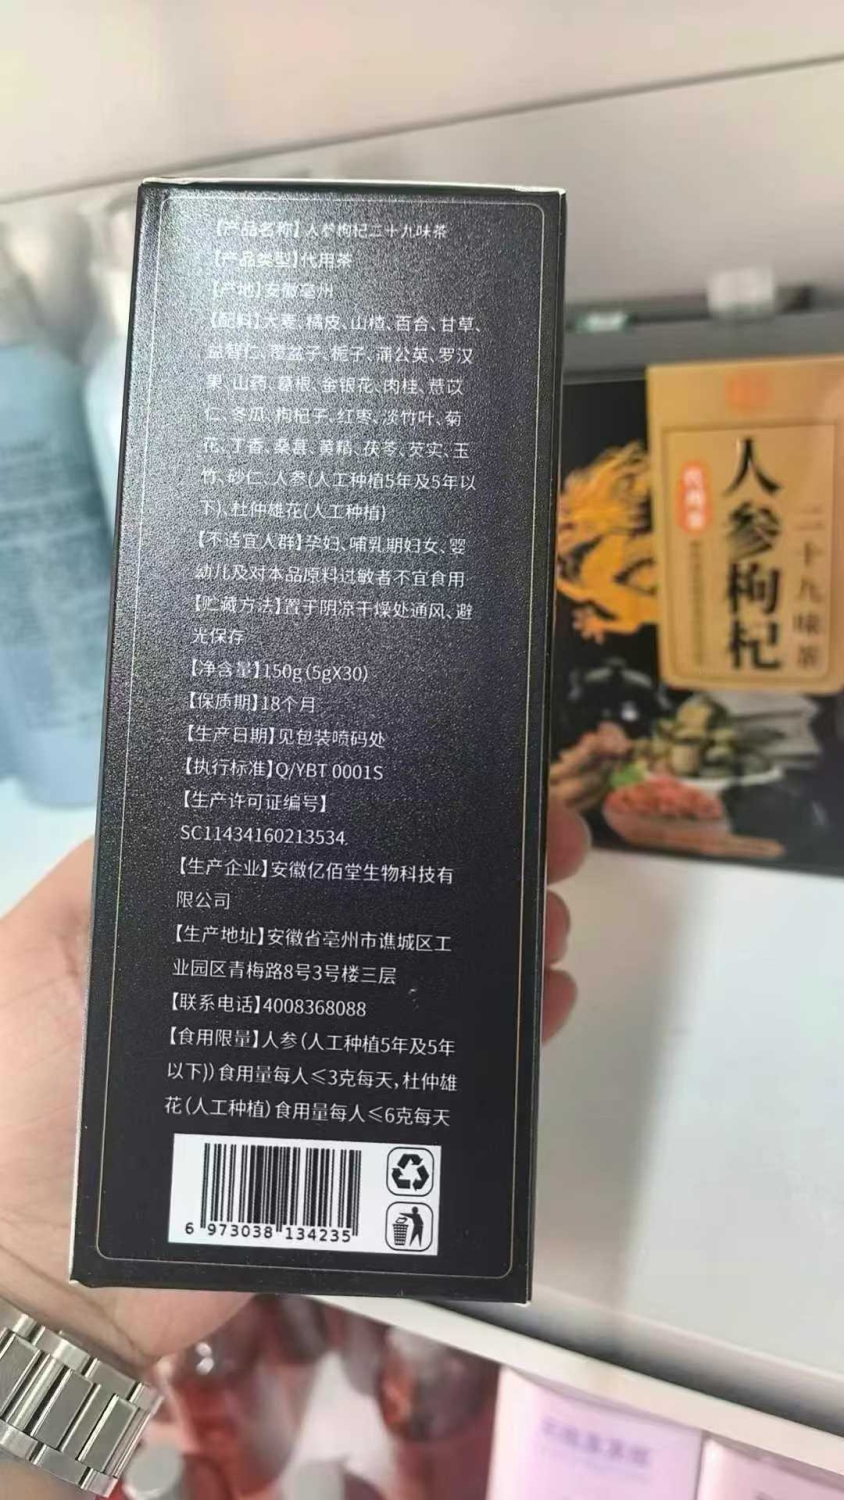 【产品名称】人参枸杞二十九味茶
【产品类型】代用茶
【产地】安徽亳州
【配料】大麦、橘皮、山楂、百合、甘草、
益智仁、覆盆子、栀子、蒲公英、罗汉
果、山药、葛根、金银花、肉桂、薏苡
仁、冬瓜、枸杞子、红枣、淡竹叶、菊
花、丁香、桑葚、黄精、茯苓、芡实、玉
竹、砂仁、人参(人工种植5年及5年以
下)、杜仲雄花(人工种植)
【不适宜人群】孕妇、哺乳期妇女、婴
幼儿及对本品原料过敏者不宜食用
【贮藏方法】置于阴凉干燥处通风、避
光保存
【净含量】150g(5gX30)
【保质期】18个月
【生产日期】见包装喷码处
【执行标准】Q/YBT 0001S
【生产许可证编号】
SC11434160213534
【生产企业】安徽亿佰堂生物科技有
限公司
【生产地址】安徽省亳州市谯城区工
业园区青梅路8号3号楼三层
【联系电话】4008368088
【食用限量】人参(人工种植5年及5年
以下))食用量每人≤3克每天,杜仲雄
花(人工种植)食用量每人≤6克每天
6 973038 134235
人参枸杞
二十九味茶
代用茶